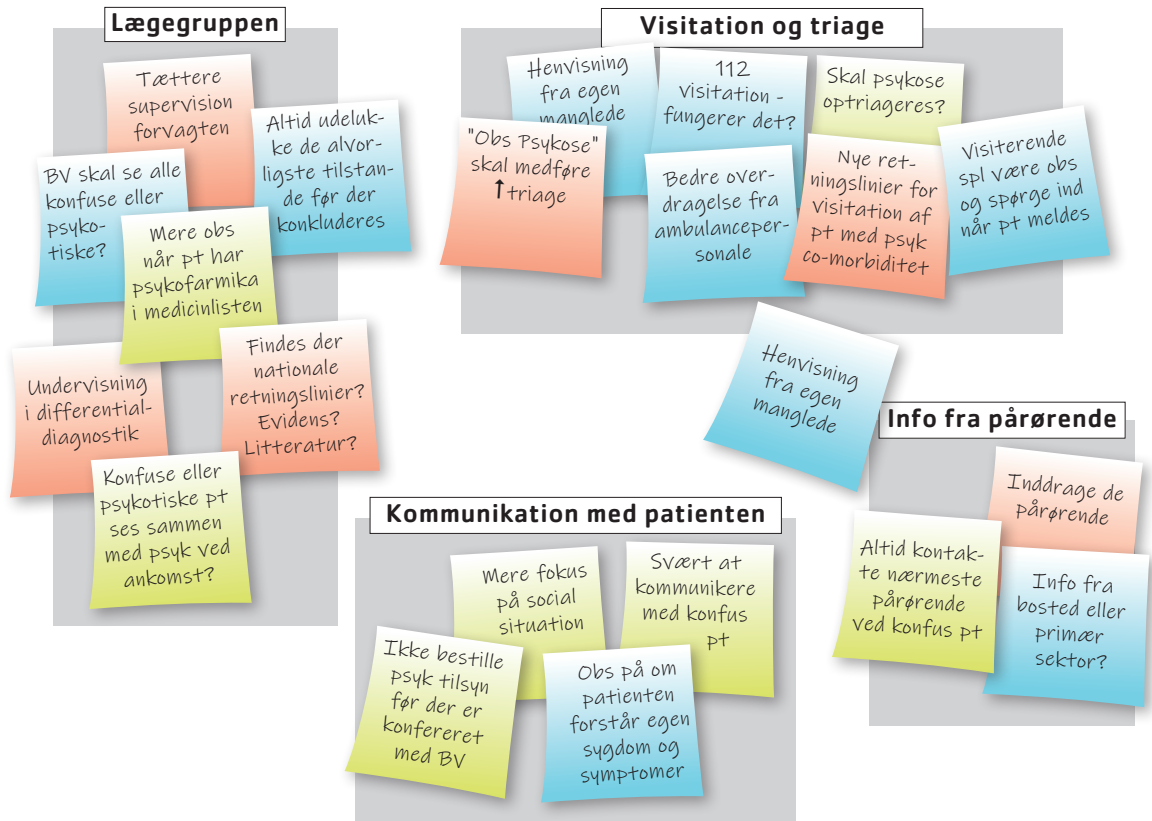 Lægegruppen
Tættere
supervision
forvagten
Altid udeluk-
ke de alvor-
ligste tilstan-
de før der
konkluderes
BV skal se alle
konfuse eller
psyko-
tiske?
Mere obs
når pt har
psykofarmika
i medicinlisten
Undervisning
i differential-
diagnostik
Findes der
nationale
retningslinier?
Evidens?
Litteratur?
Konfuse eller
psykotiske pt
ses sammen
med psyk ved
ankomst?
Visitation og triage
Henvisning
fra egen
manglede
112
visitation -
fungerer det?
Skal psykose
optriageres?
"Obs Psykose"
skal medføre
↑triage
Bedre over-
dragelse fra
ambulanceper-
sonale
Nye ret-
ningslinier for
visitation af
pt med psyk
co-morbiditet
Visiterende
spl være obs
og spørge ind
når pt meldes
Henvisning
fra egen
manglede
Info fra pårørende
Inddrage de
pårørende
Altid kontak-
te nærmeste
pårørende
ved konfus pt
Info fra
bosted eller
primær
sektor?
Kommunikation med patienten
Mere fokus
på social
situation
Svært at
kommunikere
med konfus
pt
Ikke bestille
psyk tilsyn
før der er
konfereret
med BV
Obs på om
patienten
forstår egen
sygdom og
symptomer